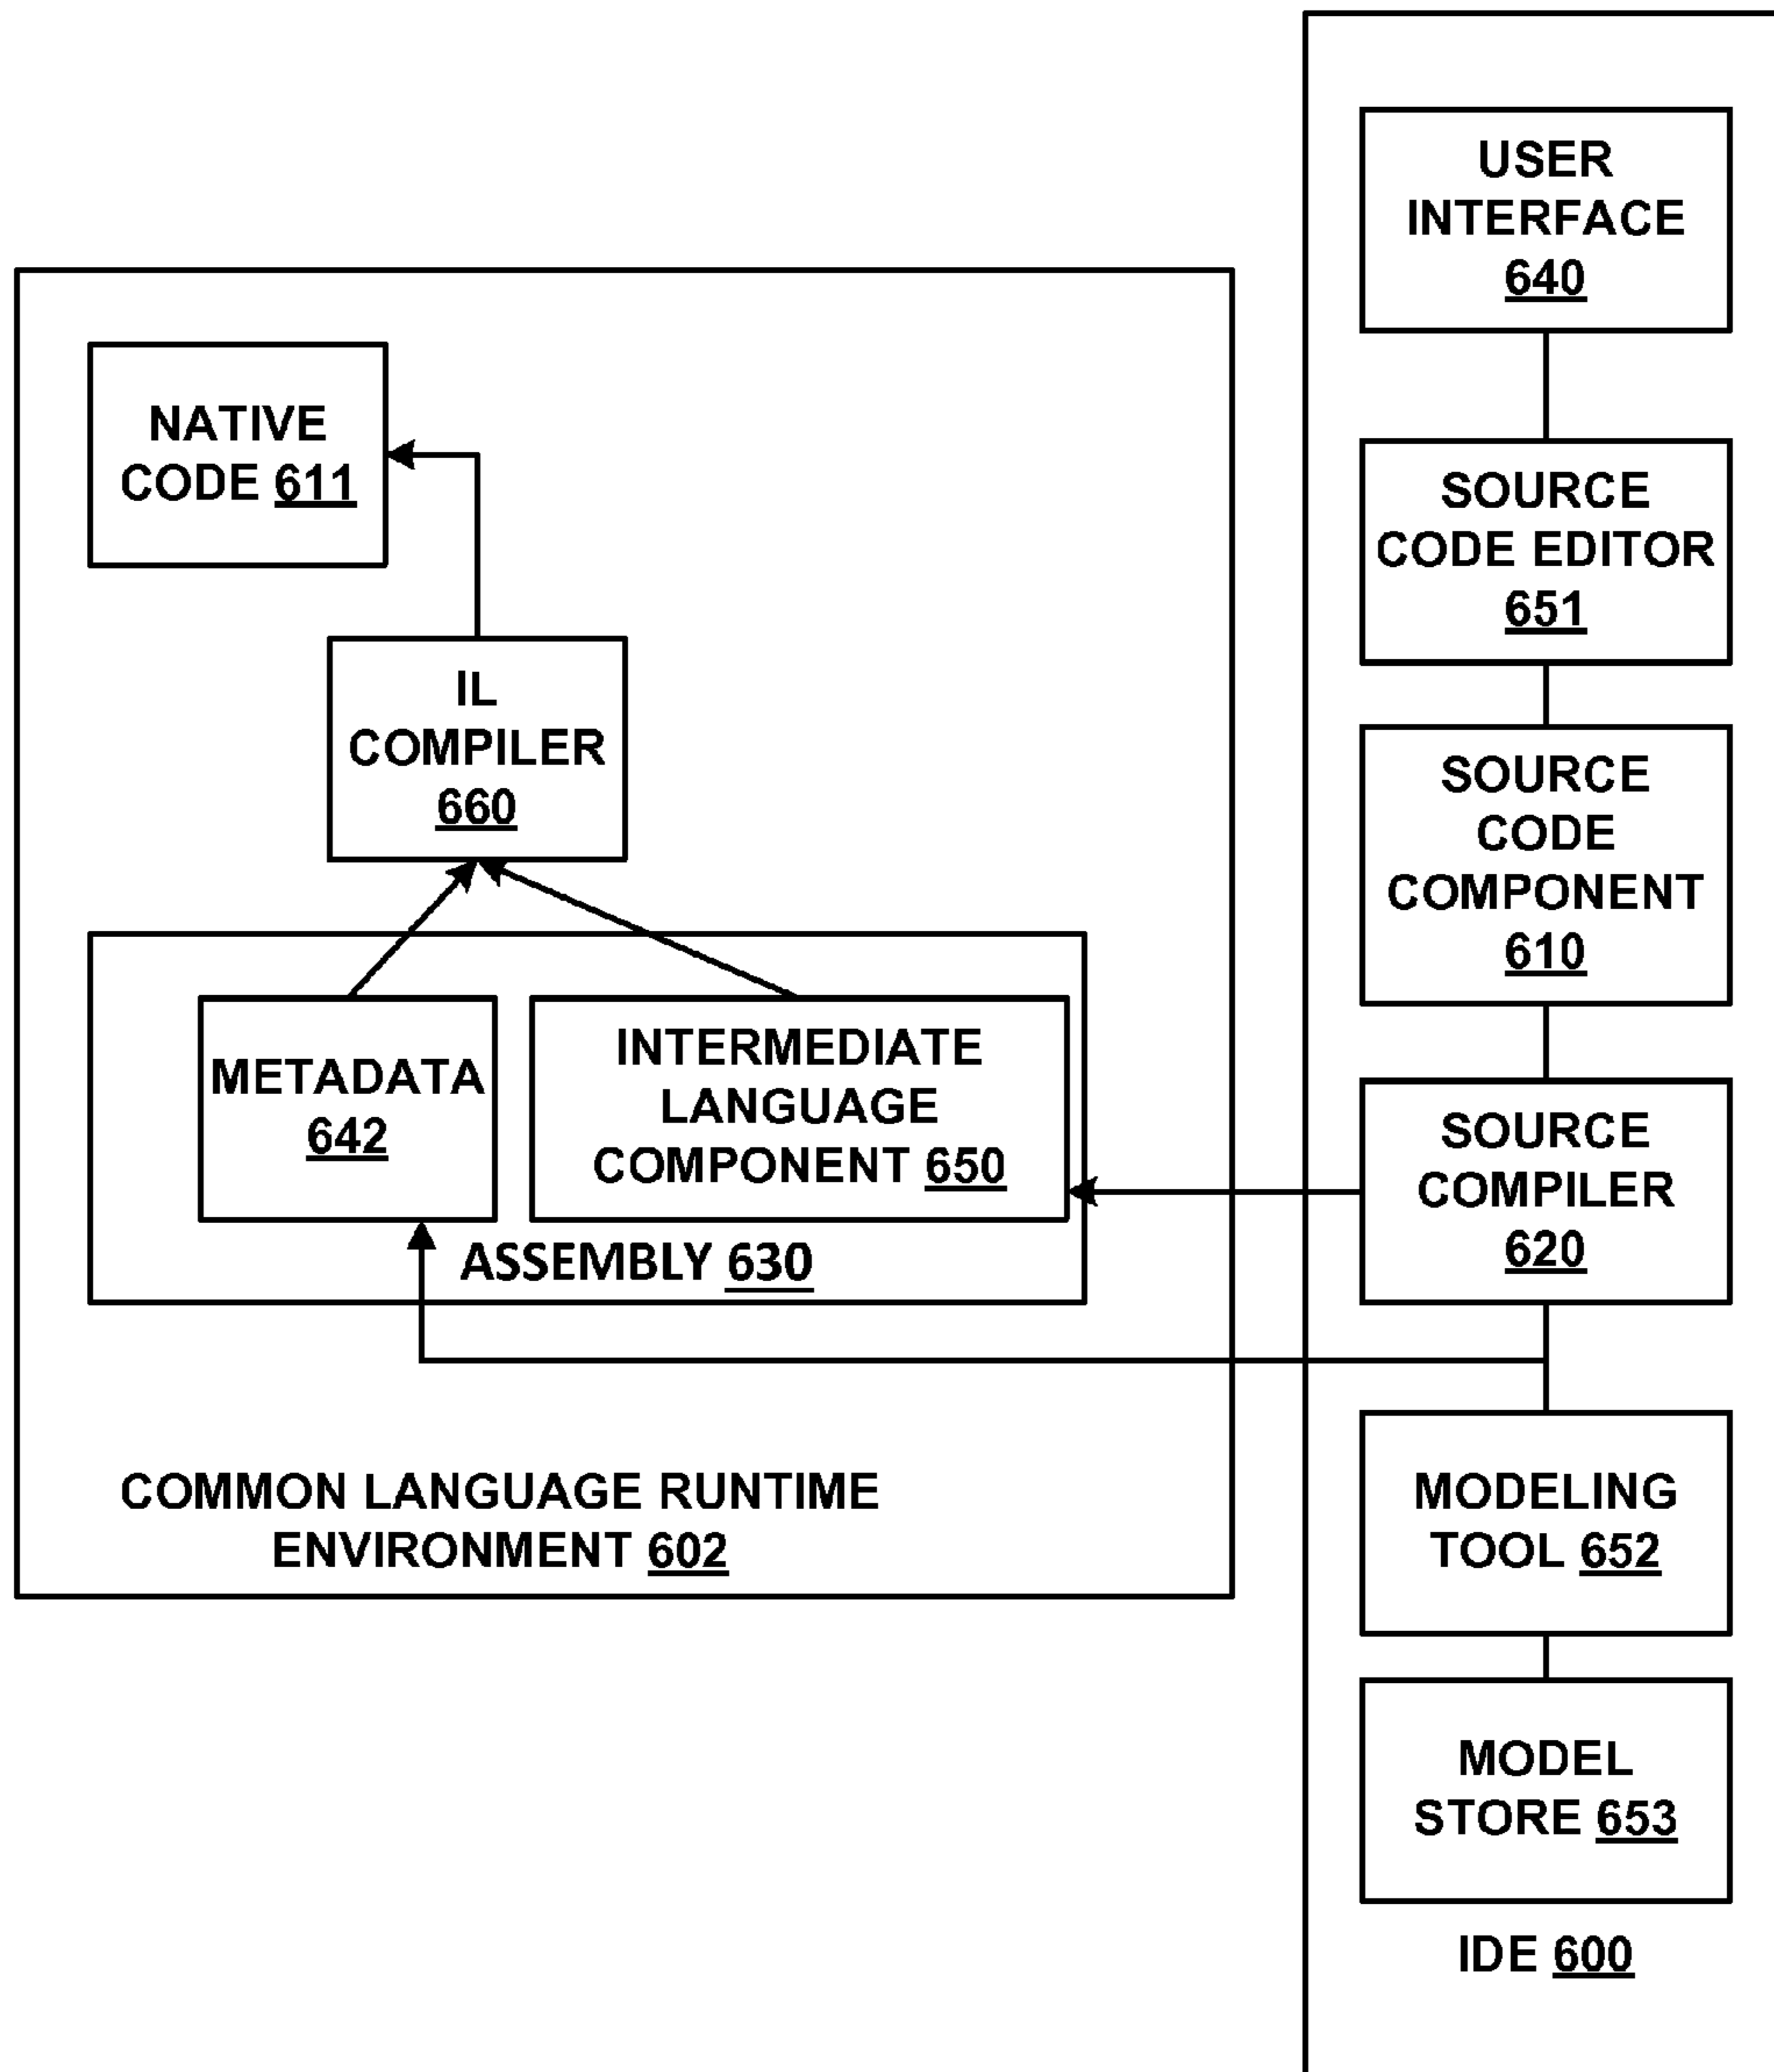 USER
INTERFACE
640
NATIVE
CODE 611
SOURCE
CODE EDITOR
651
IL
COMPILER
660
SOURCE
CODE
COMPONENT
610
METADATA
642
INTERMEDIATE
LANGUAGE
COMPONENT 650
SOURCE
COMPILER
620
ASSEMBLY 630
COMMON LANGUAGE RUNTIME
ENVIRONMENT 602
MODELING
TOOL 652
MODEL
STORE 653
IDE 600